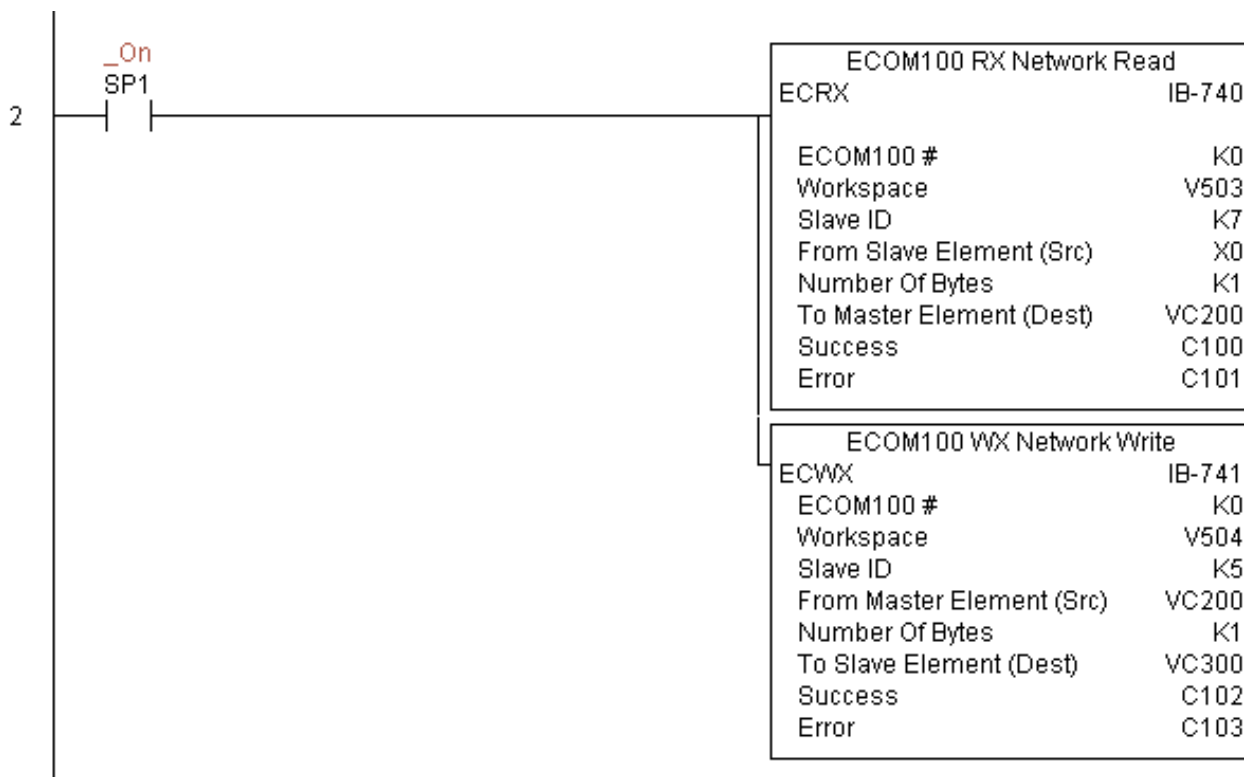 _On
SP1
2
ECOM100 RX Network Read
ECRX IB-740
ECOM100 # K0
Workspace V503
Slave ID K7
From Slave Element (Src) X0
Number Of Bytes K1
To Master Element (Dest) VC200
Success C100
Error C101
ECOM100 WX Network Write
ECWX IB-741
ECOM100 # K0
Workspace V504
Slave ID K5
From Master Element (Src) VC200
Number Of Bytes K1
To Slave Element (Dest) VC300
Success C102
Error C103